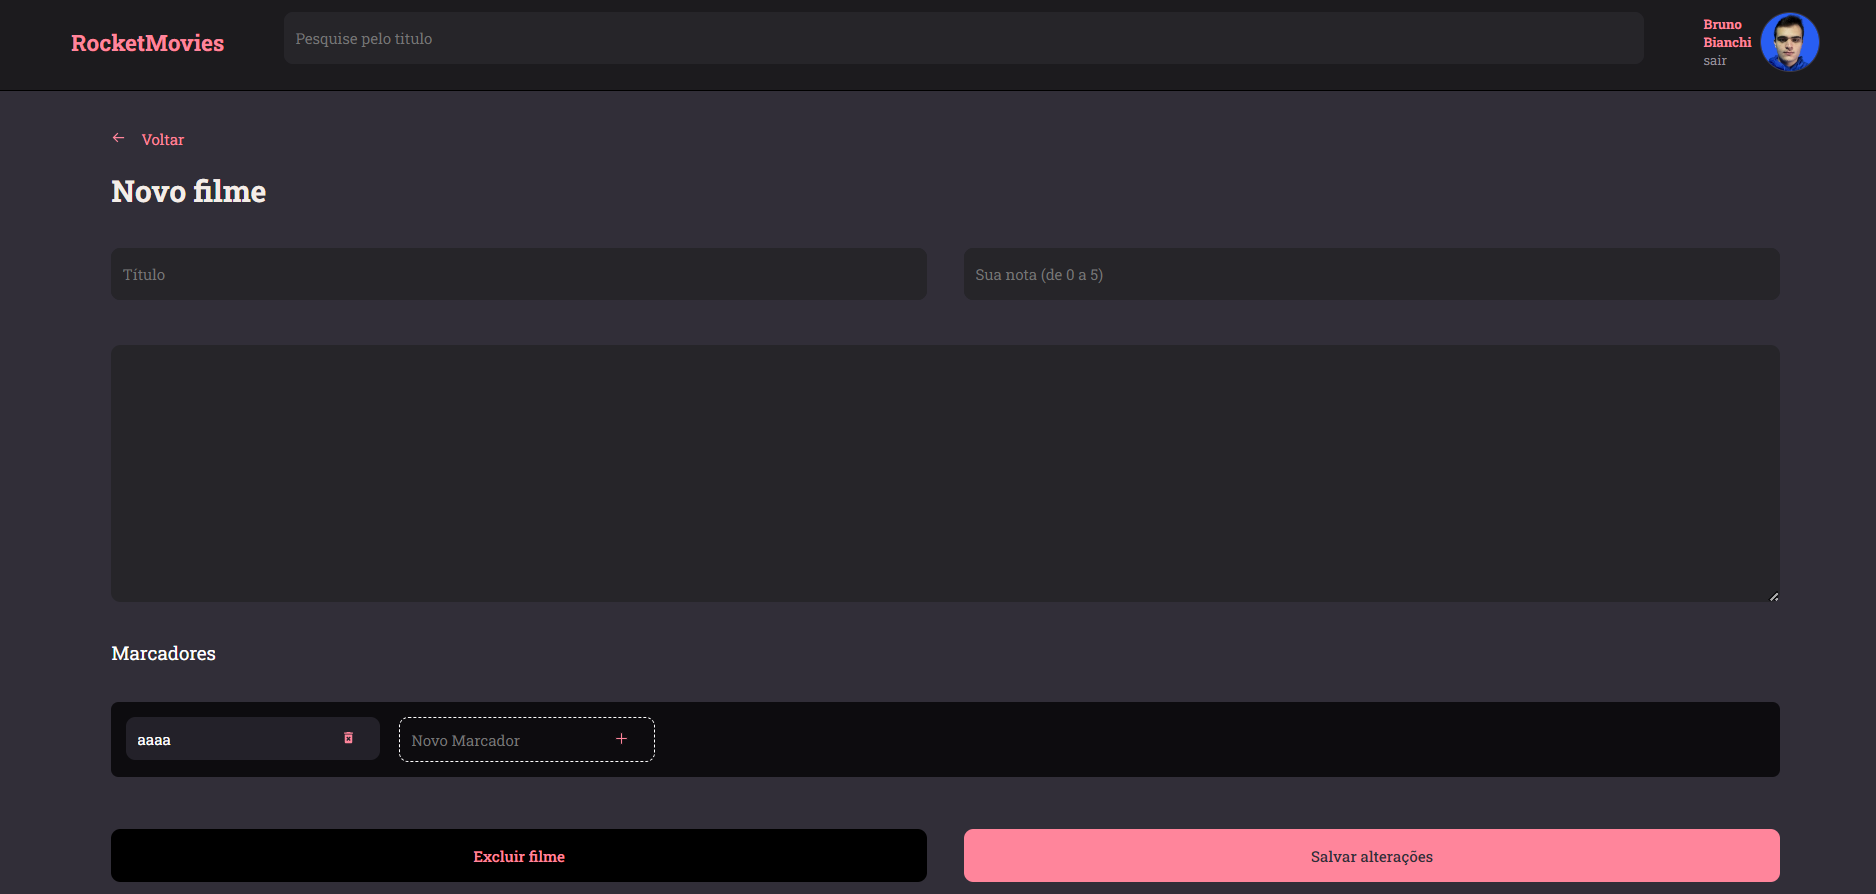 RocketMovies
Pesquise pelo titulo
Bruno
Bianchi
sair
Voltar
Novo filme
Título
Sua nota (de 0 a 5)
Marcadores
aaaa
Novo Marcador
Excluir filme
Salvar alterações